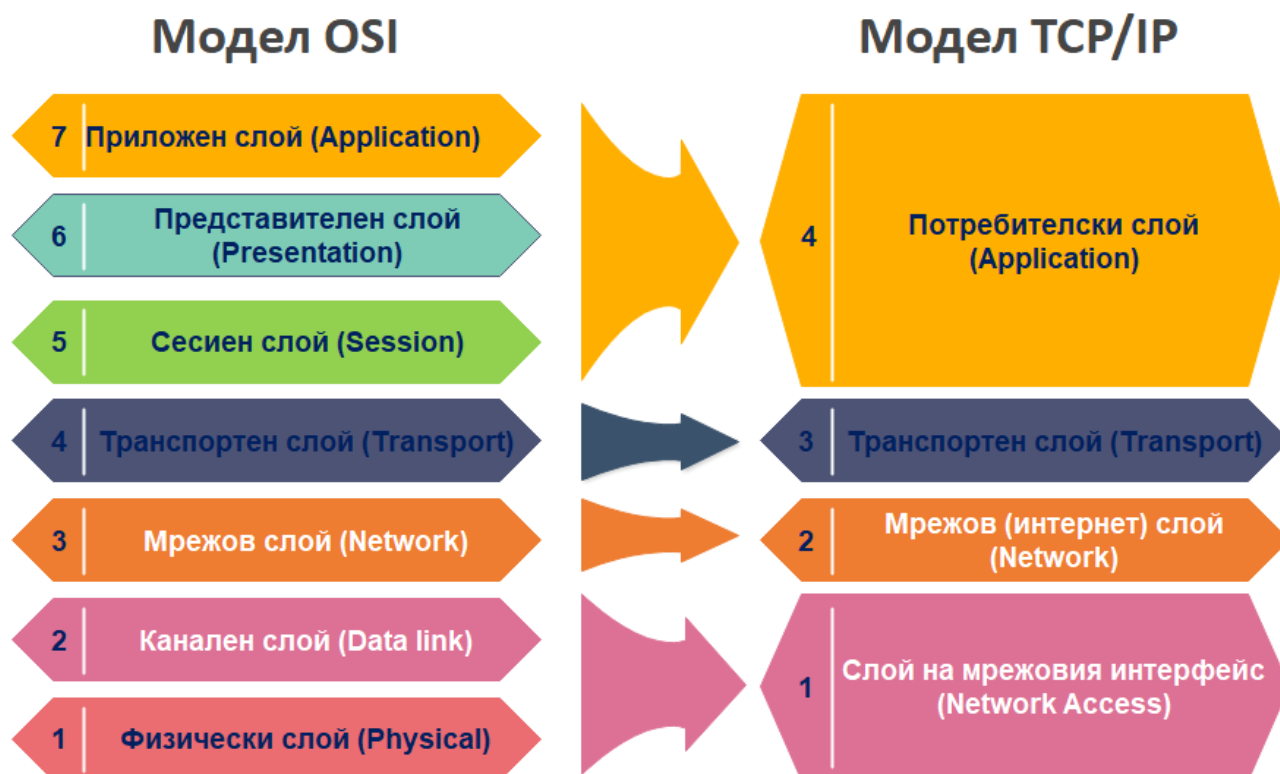 Модел OSI
Модел TCP/IP
7 Приложен слой (Application)
6 Представителен слой
(Presentation)
5 Сесиен слой (Session)
4 Транспортен слой (Transport)
3 Мрежов слой (Network)
2 Канален слой (Data link)
1 Физически слой (Physical)
4 Потребителски слой
(Application)
3 Транспортен слой (Transport)
2 Мрежов (интернет) слой
(Network)
1 Слой на мрежовия интерфейс
(Network Access)